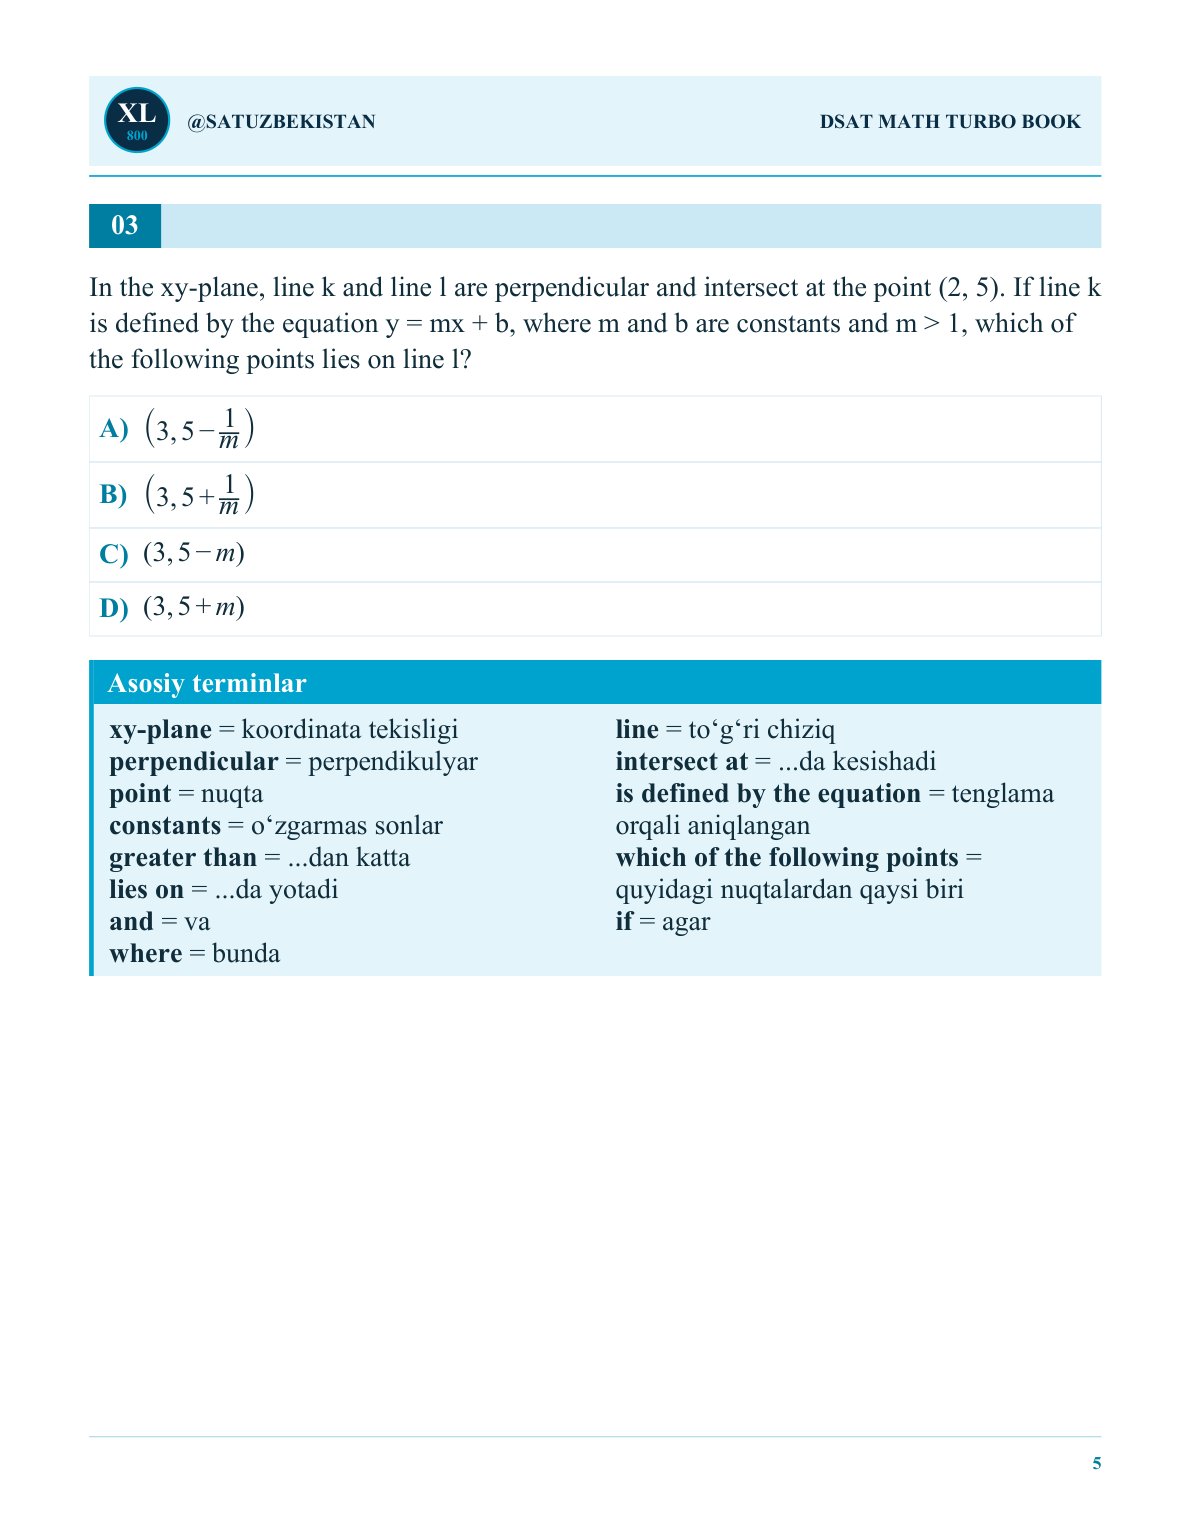 XL
800
@SATUZBEKISTAN
DSAT MATH TURBO BOOK
03
In the xy-plane, line k and line l are perpendicular and intersect at the point (2, 5). If line k
is defined by the equation y = mx + b, where m and b are constants and m > 1, which of
the following points lies on line l?
A) (3, 5 − 1/m)
B) (3, 5 + 1/m)
C) (3, 5 − m)
D) (3, 5 + m)
Asosiy terminlar
xy-plane = koordinata tekisligi
perpendicular = perpendikulyar
point = nuqta
constants = o‘zgarmas sonlar
greater than = ...dan katta
lies on = ...da yotadi
and = va
where = bunda
line = to‘g‘ri chiziq
intersect at = ...da kesishadi
is defined by the equation = tenglama
orqali aniqlangan
which of the following points =
quyidagi nuqtalardan qaysi biri
if = agar
5